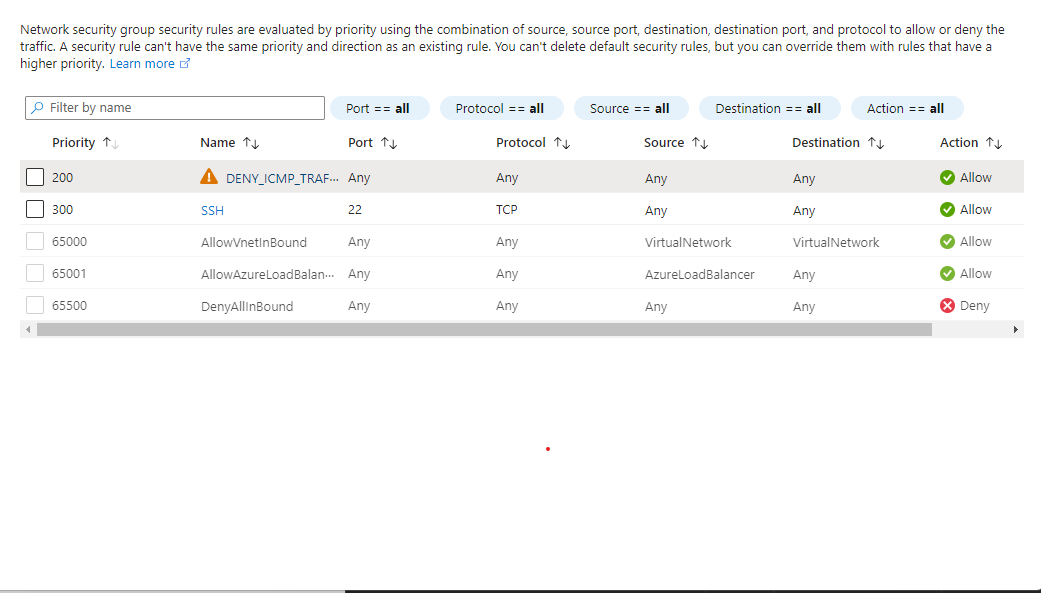 Network security group security rules are evaluated by priority using the combination of source, source port, destination, destination port, and protocol to allow or deny the
traffic. A security rule can't have the same priority and direction as an existing rule. You can't delete default security rules, but you can override them with rules that have a
higher priority. Learn more
Filter by name Port == all Protocol == all Source == all Destination == all Action == all
Priority ↑↓ Name ↑↓ Port ↑↓ Protocol ↑↓ Source ↑↓ Destination ↑↓ Action ↑↓
200 DENY_ICMP_TRAF... Any Any Any Any Allow
300 SSH 22 TCP Any Any Allow
65000 AllowVnetInBound Any Any VirtualNetwork VirtualNetwork Allow
65001 AllowAzureLoadBalan... Any Any AzureLoadBalancer Any Allow
65500 DenyAllInBound Any Any Any Any Deny